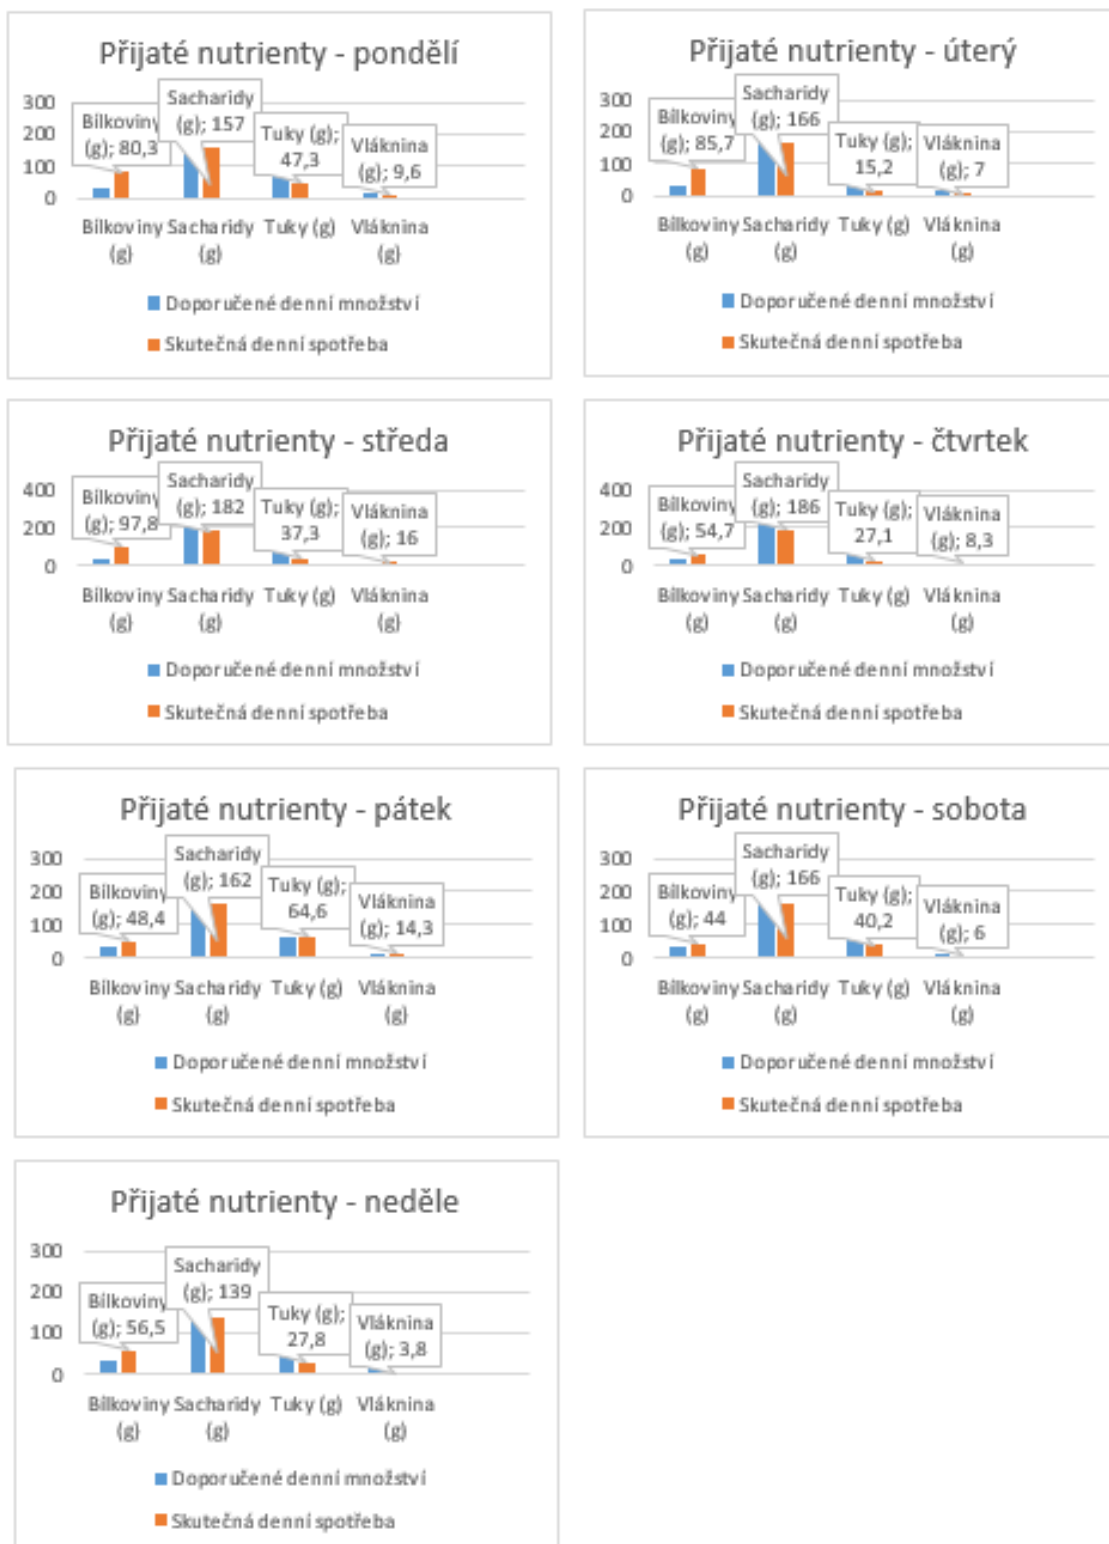 Přijaté nutrienty - pondělí
300
200
100
0
Bílkoviny
(g); 80,3
Sacharidy
(g); 157
Tuky (g);
47,3
Vláknina
(g); 9,6
Bílkoviny Sacharidy Tuky (g) Vláknina
(g) (g) (g)
Doporučené denní množství
Skutečná denní spotřeba
Přijaté nutrienty - úterý
300
200
100
0
Bílkoviny
(g); 85,7
Sacharidy
(g); 166
Tuky (g);
15,2
Vláknina
(g); 7
Bílkoviny Sacharidy Tuky (g) Vláknina
(g) (g) (g)
Doporučené denní množství
Skutečná denní spotřeba
Přijaté nutrienty - středa
400
200
0
Bílkoviny
(g); 97,8
Sacharidy
(g); 182
Tuky (g);
37,3
Vláknina
(g); 16
Bílkoviny Sacharidy Tuky (g) Vláknina
(g) (g) (g)
Doporučené denní množství
Skutečná denní spotřeba
Přijaté nutrienty - čtvrtek
400
200
0
Bílkoviny
(g); 54,7
Sacharidy
(g); 186
Tuky (g);
27,1
Vláknina
(g); 8,3
Bílkoviny Sacharidy Tuky (g) Vláknina
(g) (g) (g)
Doporučené denní množství
Skutečná denní spotřeba
Přijaté nutrienty - pátek
300
200
100
0
Bílkoviny
(g); 48,4
Sacharidy
(g); 162
Tuky (g);
64,6
Vláknina
(g); 14,3
Bílkoviny Sacharidy Tuky (g) Vláknina
(g) (g) (g)
Doporučené denní množství
Skutečná denní spotřeba
Přijaté nutrienty - sobota
300
200
100
0
Bílkoviny
(g); 44
Sacharidy
(g); 166
Tuky (g);
40,2
Vláknina
(g); 6
Bílkoviny Sacharidy Tuky (g) Vláknina
(g) (g) (g)
Doporučené denní množství
Skutečná denní spotřeba
Přijaté nutrienty - neděle
300
200
100
0
Bílkoviny
(g); 56,5
Sacharidy
(g); 139
Tuky (g);
27,8
Vláknina
(g); 3,8
Bílkoviny Sacharidy Tuky (g) Vláknina
(g) (g) (g)
Doporučené denní množství
Skutečná denní spotřeba